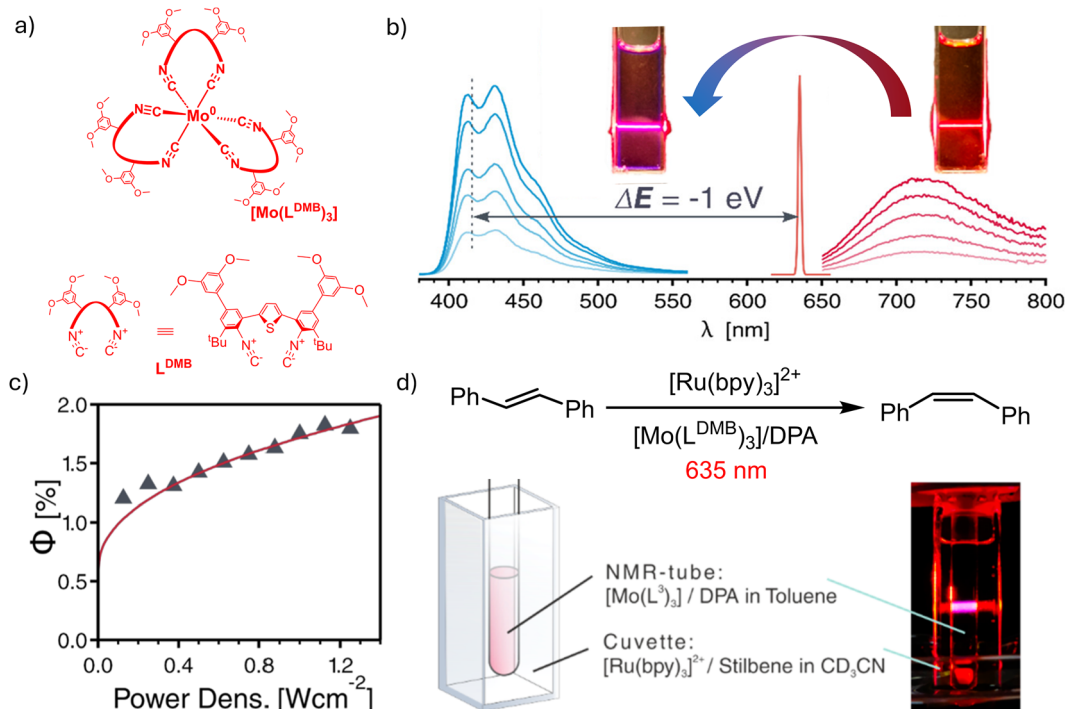 a)
O
O
O
O
O
O
O
O
N
N
C
C
N≡C
C≡N
Mo⁰
N
C
C
N
O
O
O
O
[Mo(L^DMB)₃]
O
O
O
O
N⁺
N⁺
C⁻
C⁻
≡
L^DMB
O
O
O
O
S
ᵗBu
ᵗBu
N⁺
N⁺
C⁻
C⁻
b)
ΔE = -1 eV
400 450 500 550 600 650 700 750 800
λ [nm]
c)
2.0
1.5
1.0
0.5
0.0
Φ [%]
0.0 0.4 0.8 1.2
Power Dens. [Wcm⁻²]
d)
Ph
Ph
[Ru(bpy)₃]²⁺
[Mo(L^DMB)₃]/DPA
635 nm
Ph
Ph
NMR-tube:
[Mo(L³)₃] / DPA in Toluene
Cuvette:
[Ru(bpy)₃]²⁺/ Stilbene in CD₃CN